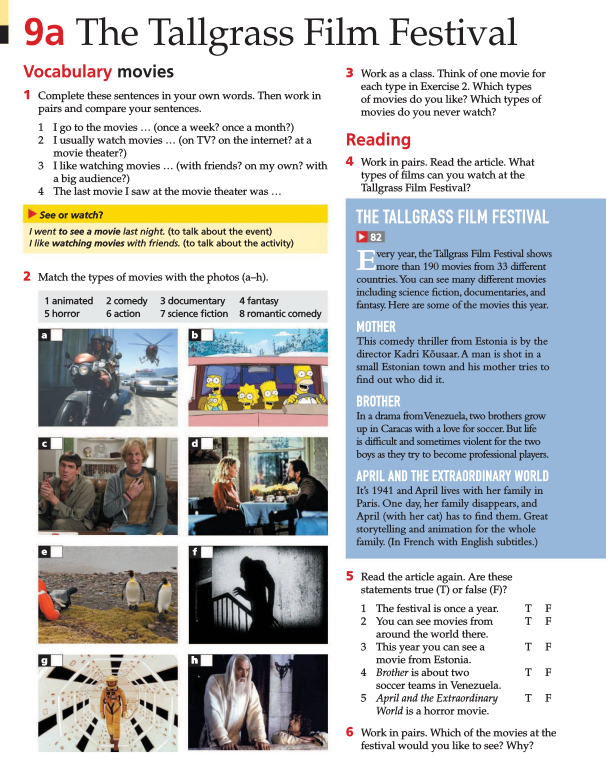 9a The Tallgrass Film Festival
Vocabulary movies
1 Complete these sentences in your own words. Then work in
pairs and compare your sentences.
1 I go to the movies … (once a week? once a month?)
2 I usually watch movies … (on TV? on the internet? at a
movie theater?)
3 I like watching movies … (with friends? on my own? with
a big audience?)
4 The last movie I saw at the movie theater was …
▶ See or watch?
I went to see a movie last night. (to talk about the event)
I like watching movies with friends. (to talk about the activity)
2 Match the types of movies with the photos (a–h).
1 animated 2 comedy 3 documentary 4 fantasy
5 horror 6 action 7 science fiction 8 romantic comedy
a
b
c
d
e
f
g
h
3 Work as a class. Think of one movie for
each type in Exercise 2. Which types
of movies do you like? Which types of
movies do you never watch?
Reading
4 Work in pairs. Read the article. What
types of films can you watch at the
Tallgrass Film Festival?
THE TALLGRASS FILM FESTIVAL
▶ 82
Every year, the Tallgrass Film Festival shows
more than 190 movies from 33 different
countries. You can see many different movies
including science fiction, documentaries, and
fantasy. Here are some of the movies this year.
MOTHER
This comedy thriller from Estonia is by the
director Kadri Kõusaar. A man is shot in a
small Estonian town and his mother tries to
find out who did it.
BROTHER
In a drama from Venezuela, two brothers grow
up in Caracas with a love for soccer. But life
is difficult and sometimes violent for the two
boys as they try to become professional players.
APRIL AND THE EXTRAORDINARY WORLD
It's 1941 and April lives with her family in
Paris. One day, her family disappears, and
April (with her cat) has to find them. Great
storytelling and animation for the whole
family. (In French with English subtitles.)
5 Read the article again. Are these
statements true (T) or false (F)?
1 The festival is once a year. T F
2 You can see movies from T F
around the world there.
3 This year you can see a T F
movie from Estonia.
4 Brother is about two T F
soccer teams in Venezuela.
5 April and the Extraordinary T F
World is a horror movie.
6 Work in pairs. Which of the movies at the
festival would you like to see? Why?